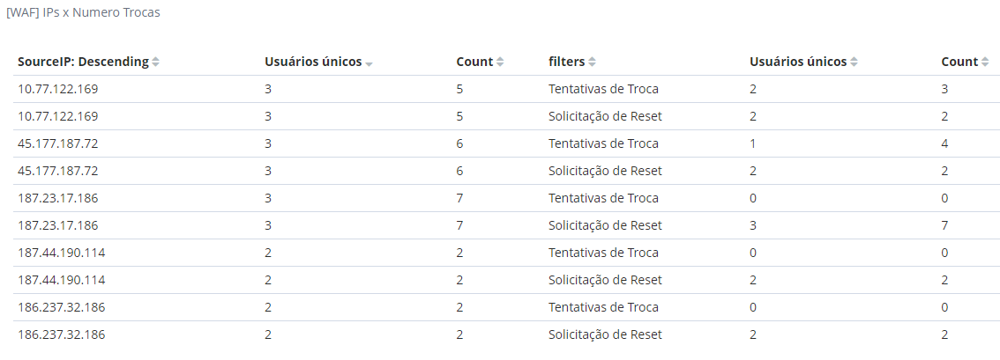 [WAF] IPs x Numero Trocas
SourceIP: Descending Usuários únicos Count filters Usuários únicos Count
10.77.122.169 3 5 Tentativas de Troca 2 3
10.77.122.169 3 5 Solicitação de Reset 2 2
45.177.187.72 3 6 Tentativas de Troca 1 4
45.177.187.72 3 6 Solicitação de Reset 2 2
187.23.17.186 3 7 Tentativas de Troca 0 0
187.23.17.186 3 7 Solicitação de Reset 3 7
187.44.190.114 2 2 Tentativas de Troca 0 0
187.44.190.114 2 2 Solicitação de Reset 2 2
186.237.32.186 2 2 Tentativas de Troca 0 0
186.237.32.186 2 2 Solicitação de Reset 2 2